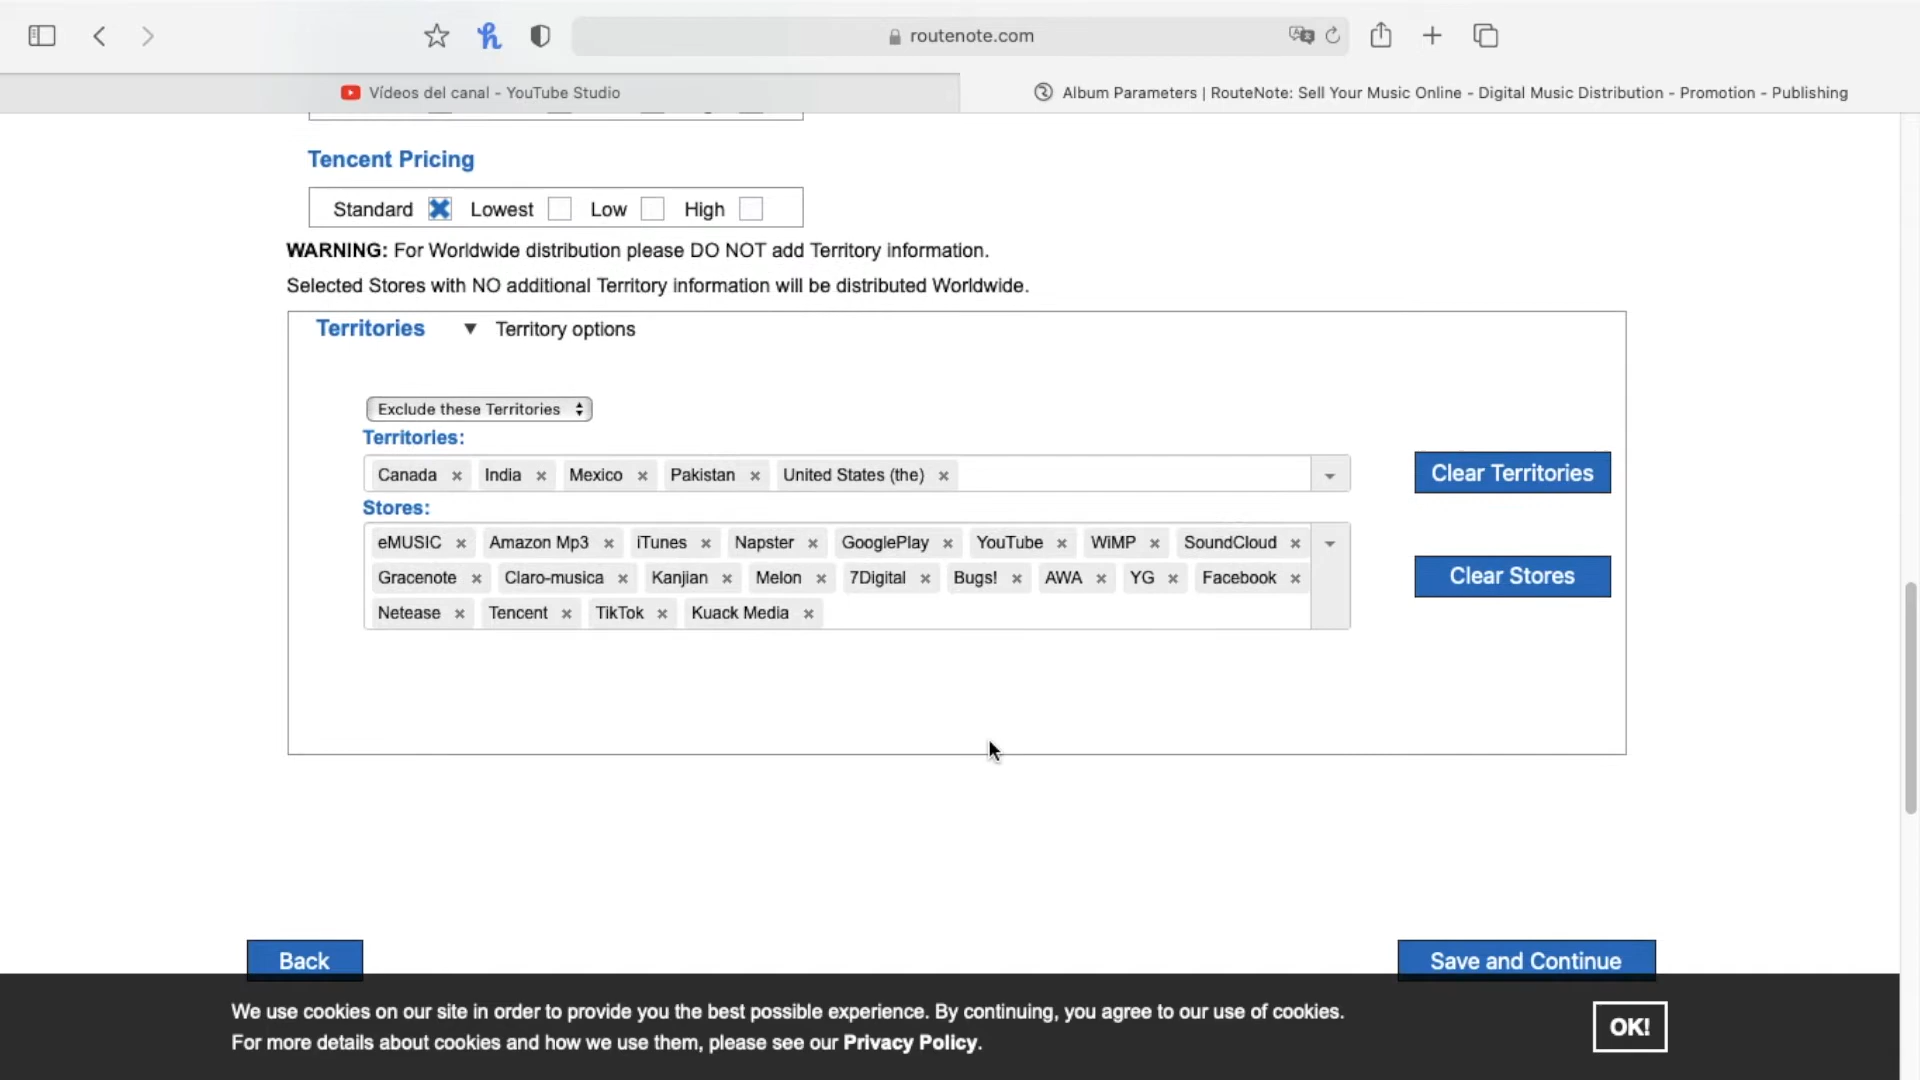 routenote.com
Vídeos del canal - YouTube Studio
Album Parameters | RouteNote: Sell Your Music Online - Digital Music Distribution - Promotion - Publishing
Tencent Pricing
Standard Lowest Low High
WARNING: For Worldwide distribution please DO NOT add Territory information.
Selected Stores with NO additional Territory information will be distributed Worldwide.
Territories ▼ Territory options
Exclude these Territories
Territories:
Canada × India × Mexico × Pakistan × United States (the) ×
Clear Territories
Stores:
eMUSIC × Amazon Mp3 × iTunes × Napster × GooglePlay × YouTube × WiMP × SoundCloud ×
Gracenote × Claro-musica × Kanjian × Melon × 7Digital × Bugs! × AWA × YG × Facebook ×
Clear Stores
Netease × Tencent × TikTok × Kuack Media ×
Back
Save and Continue
We use cookies on our site in order to provide you the best possible experience. By continuing, you agree to our use of cookies.
For more details about cookies and how we use them, please see our Privacy Policy.
OK!